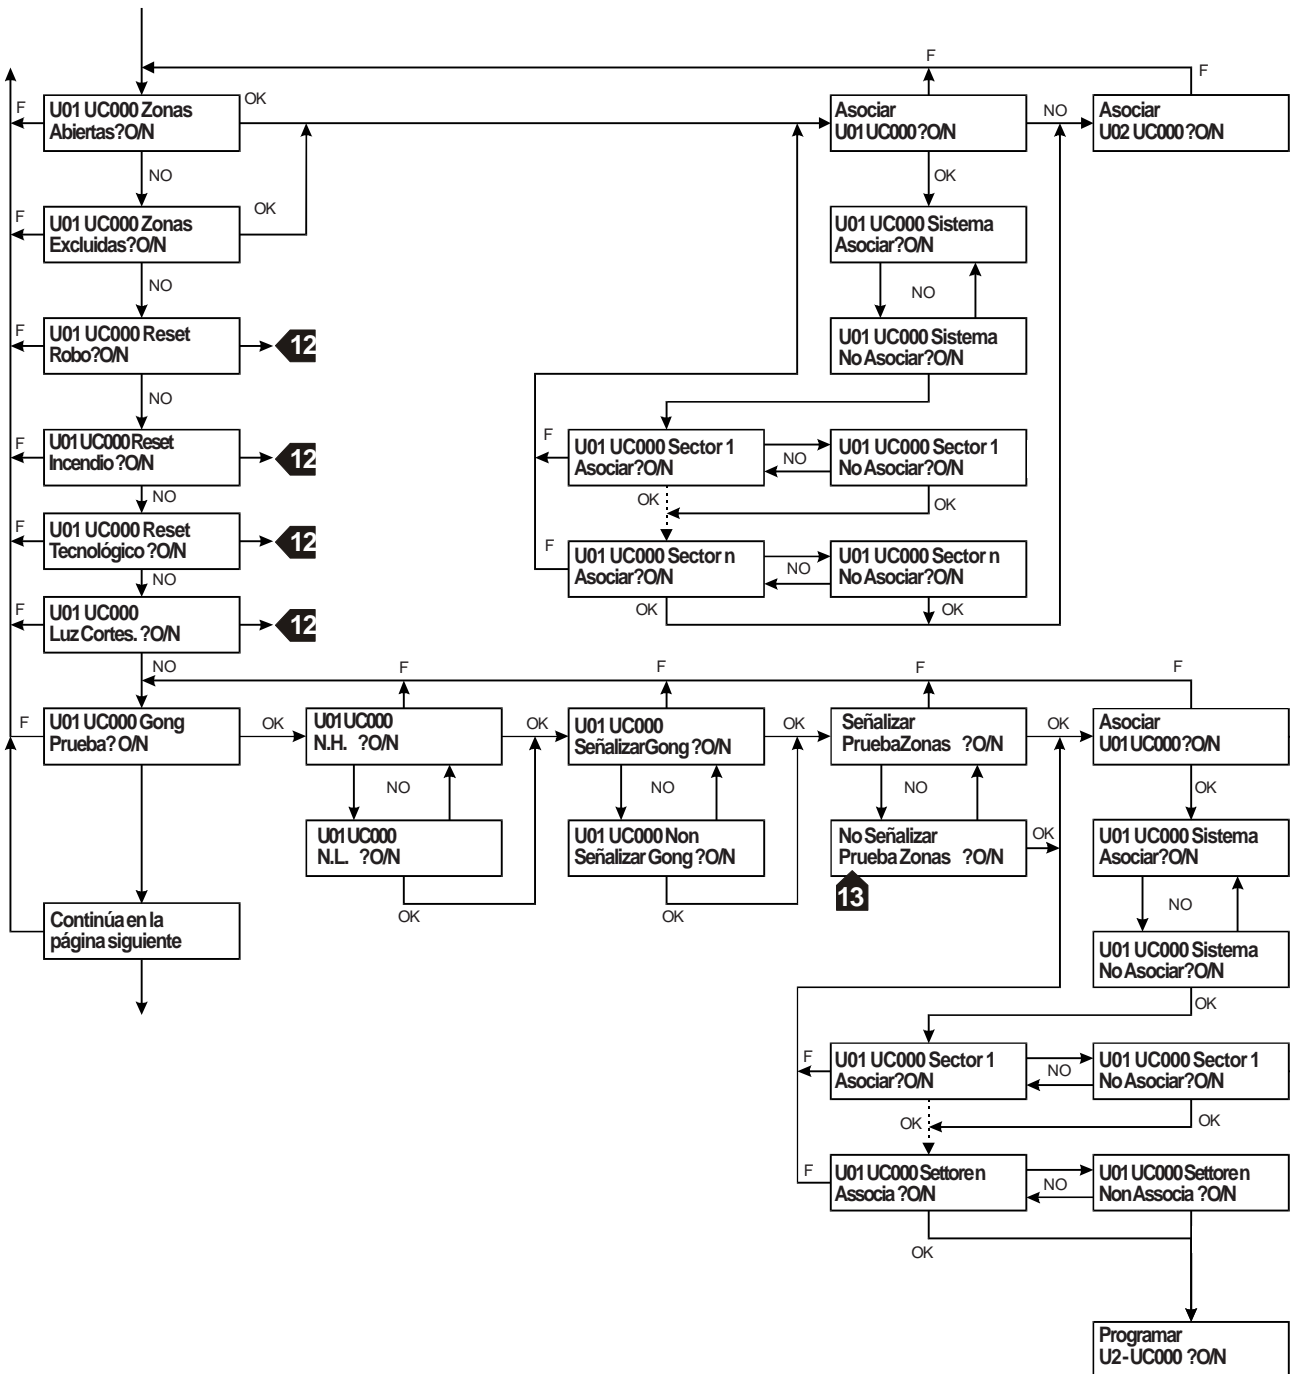 F
F
F
U01 UC000 Zonas
Abiertas?O/N
OK
Asociar
U01 UC000?O/N
NO
Asociar
U02 UC000?O/N
NO
OK
F
U01 UC000 Zonas
Excluidas?O/N
OK
U01 UC000 Sistema
Asociar?O/N
NO
NO
F
U01 UC000 Reset
Robo?O/N
12
U01 UC000 Sistema
No Asociar?O/N
NO
F
U01 UC000 Reset
Incendio ?O/N
12
F
U01 UC000 Sector 1
Asociar?O/N
NO
U01 UC000 Sector 1
No Asociar?O/N
NO
OK
OK
F
U01 UC000 Reset
Tecnológico ?O/N
12
F
U01 UC000 Sector n
Asociar?O/N
NO
U01 UC000 Sector n
No Asociar?O/N
NO
OK
OK
F
U01 UC000
Luz Cortes. ?O/N
12
NO
F
F
F
F
F
U01 UC000 Gong
Prueba? O/N
OK
U01 UC000
N.H. ?O/N
OK
U01 UC000
Señalizar Gong ?O/N
OK
Señalizar
Prueba Zonas ?O/N
OK
Asociar
U01 UC000?O/N
NO
NO
NO
OK
U01 UC000
N.L. ?O/N
U01 UC000 Non
Señalizar Gong ?O/N
No Señalizar
Prueba Zonas ?O/N
OK
U01 UC000 Sistema
Asociar?O/N
13
OK
OK
NO
Continúa en la
página siguiente
U01 UC000 Sistema
No Asociar?O/N
OK
F
U01 UC000 Sector 1
Asociar?O/N
NO
U01 UC000 Sector 1
No Asociar?O/N
OK
OK
F
U01 UC000 Settore n
Associa ?O/N
NO
U01 UC000 Settore n
Non Associa ?O/N
OK
Programar
U2 - UC000 ?O/N